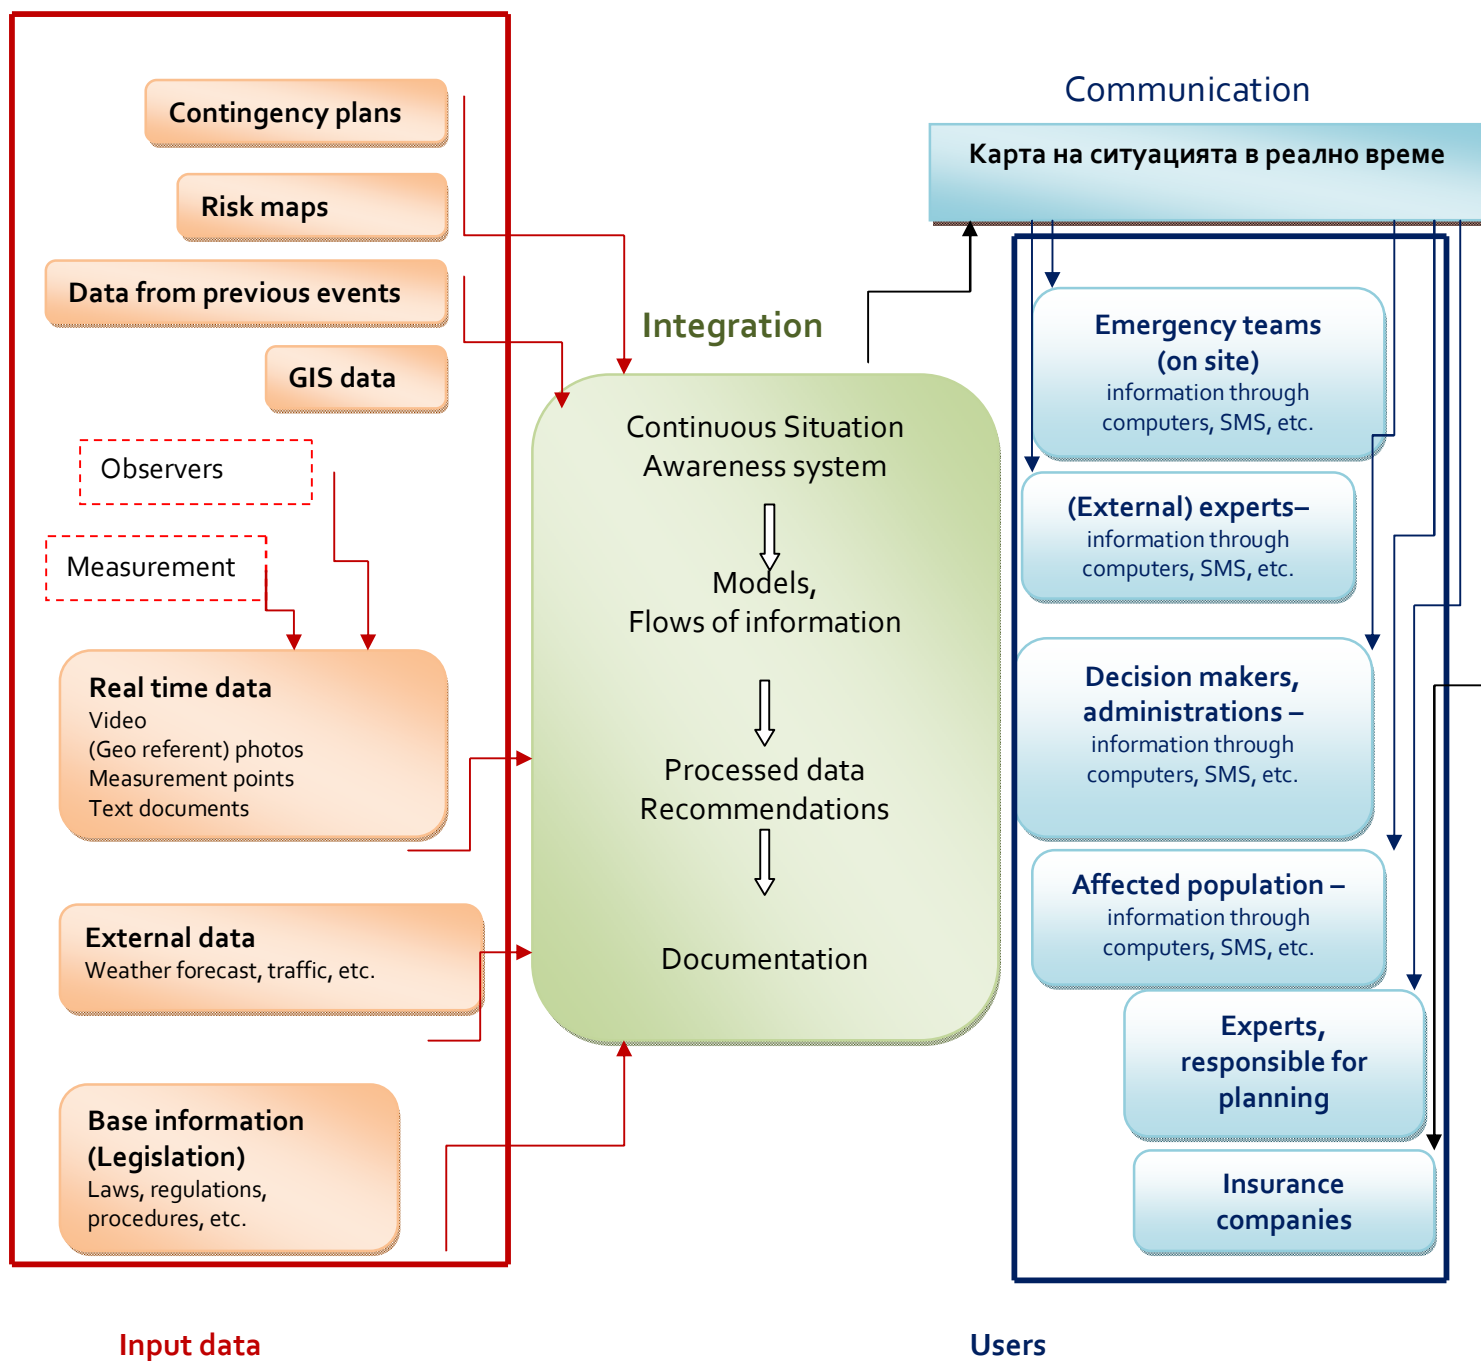 Contingency plans
Risk maps
Data from previous events
GIS data
Observers
Measurement
Real time data
Video
(Geo referent) photos
Measurement points
Text documents
External data
Weather forecast, traffic, etc.
Base information
(Legislation)
Laws, regulations,
procedures, etc.
Input data
Integration
Continuous Situation
Awareness system
Models,
Flows of information
Processed data
Recommendations
Documentation
Communication
Карта на ситуацията в реално време
Emergency teams
(on site)
information through
computers, SMS, etc.
(External) experts–
information through
computers, SMS, etc.
Decision makers,
administrations –
information through
computers, SMS, etc.
Affected population –
information through
computers, SMS, etc.
Experts,
responsible for
planning
Insurance
companies
Users